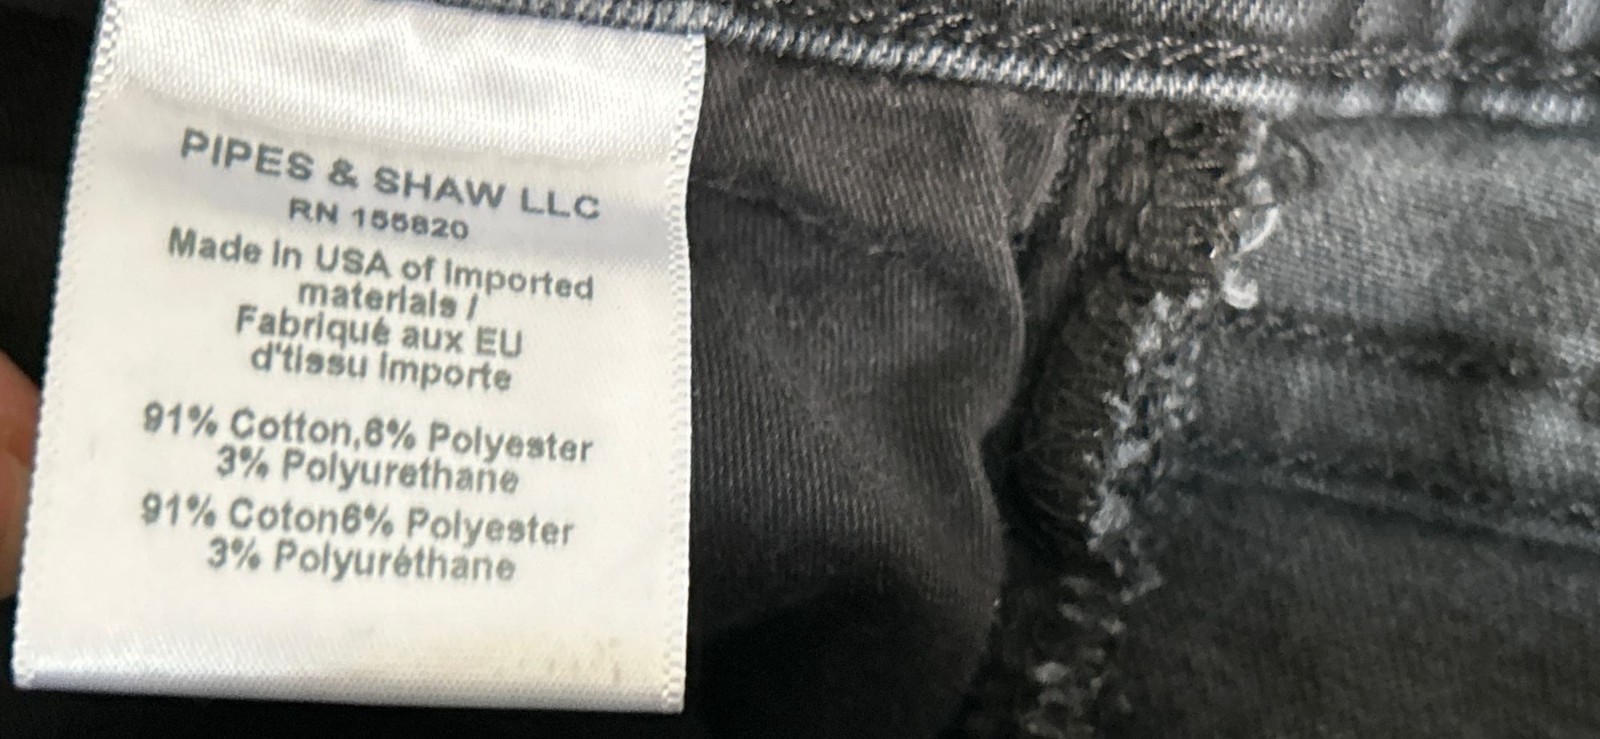 PIPES & SHAW LLC
RN 155820
Made in USA of Imported
materials /
Fabriqué aux EU
d'tissu Importe
91% Cotton,6% Polyester
3% Polyurethane
91% Coton6% Polyester
3% Polyuréthane